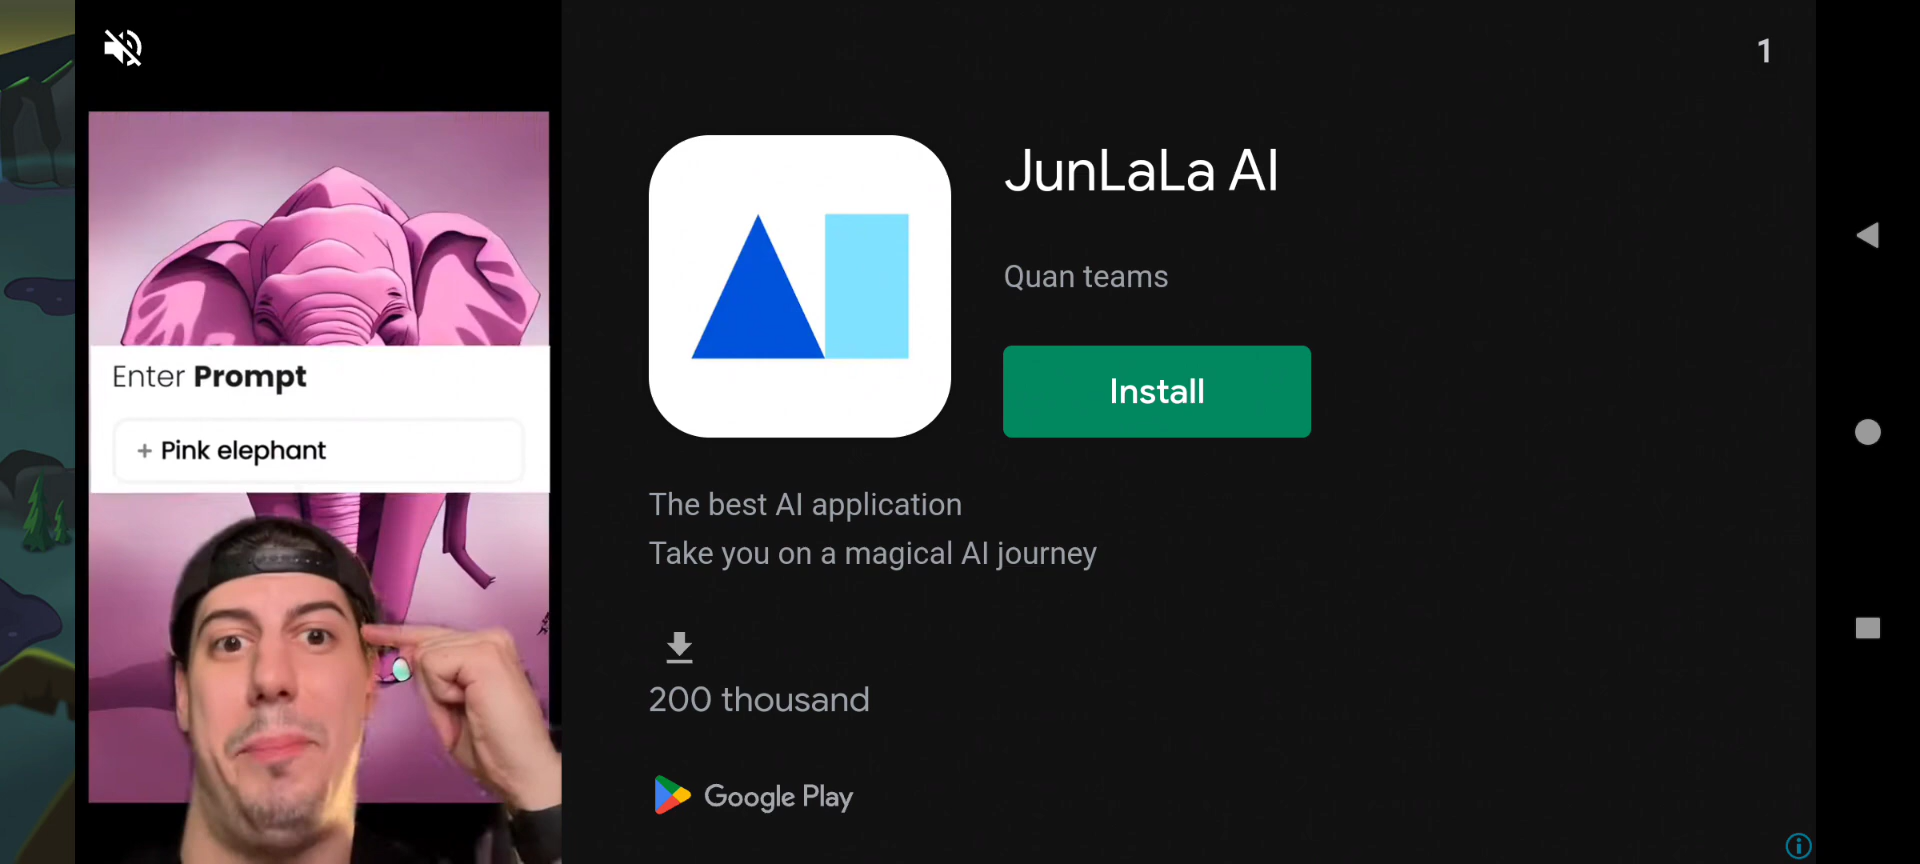 1
Enter Prompt
+ Pink elephant
JunLaLa AI
Quan teams
Install
The best AI application
Take you on a magical AI journey
200 thousand
Google Play